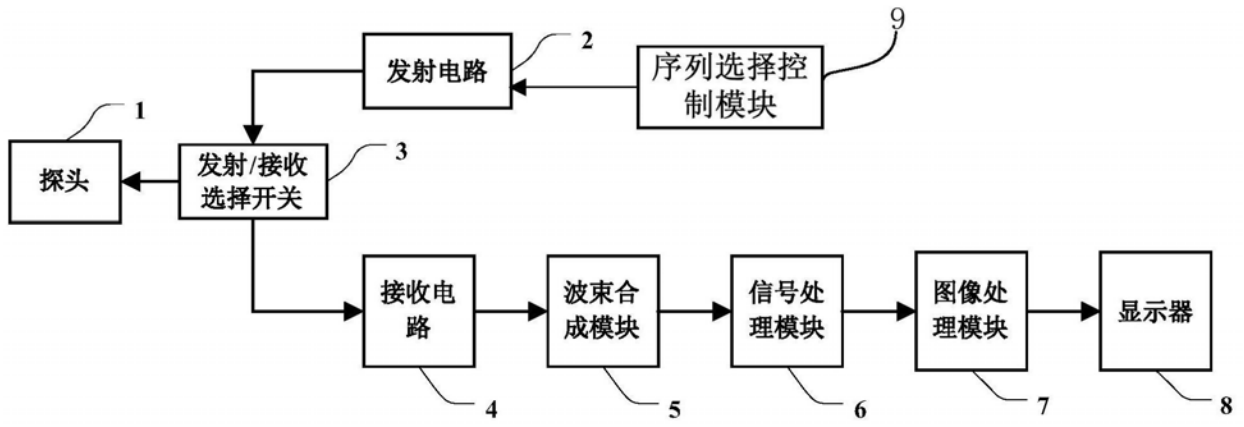 9
2
发射电路
序列选择控
制模块
1
探头
发射/接收
选择开关
3
接收电
路
波束合
成模块
信号处
理模块
图像处
理模块
显示器
4
5
6
7
8